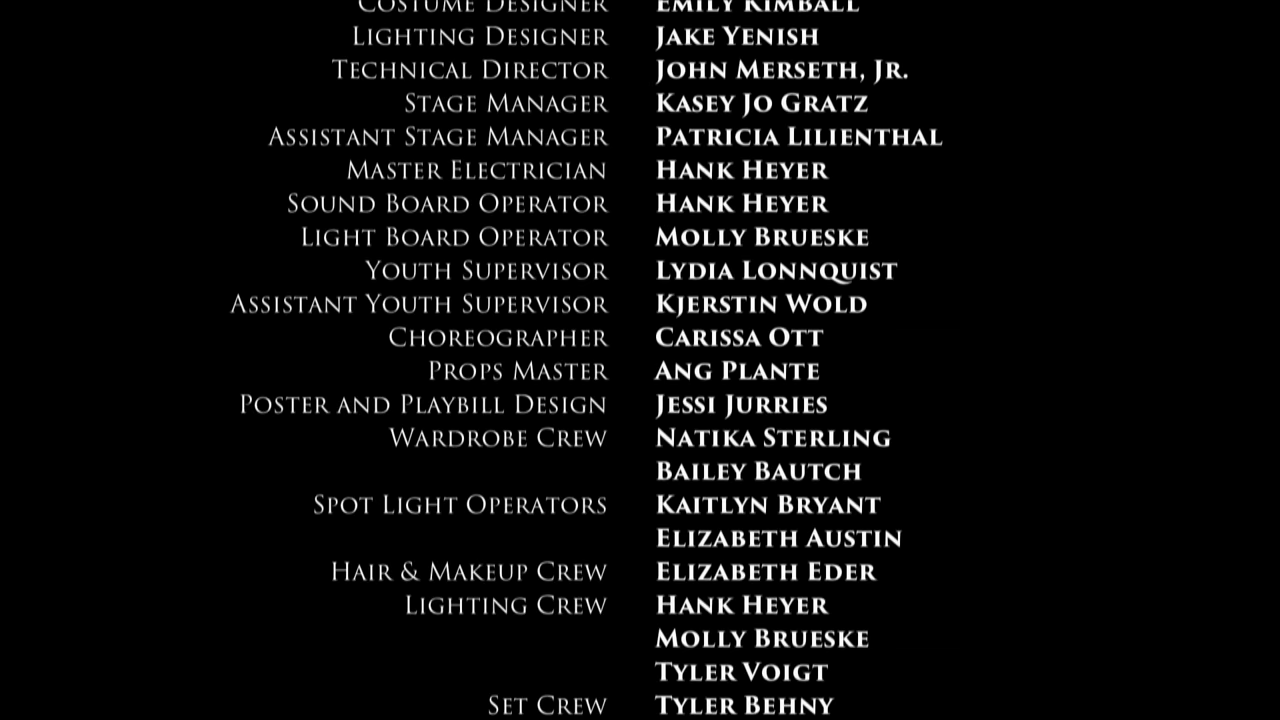 Costume Designer Emily Kimball
Lighting Designer Jake Yenish
Technical Director John Merseth, Jr.
Stage Manager Kasey Jo Gratz
Assistant Stage Manager Patricia Lilienthal
Master Electrician Hank Heyer
Sound Board Operator Hank Heyer
Light Board Operator Molly Brueske
Youth Supervisor Lydia Lonnquist
Assistant Youth Supervisor Kjerstin Wold
Choreographer Carissa Ott
Props Master Ang Plante
Poster and Playbill Design Jessi Jurries
Wardrobe Crew Natika Sterling
Bailey Bautch
Spot Light Operators Kaitlyn Bryant
Elizabeth Austin
Hair & Makeup Crew Elizabeth Eder
Lighting Crew Hank Heyer
Molly Brueske
Tyler Voigt
Set Crew Tyler Behny